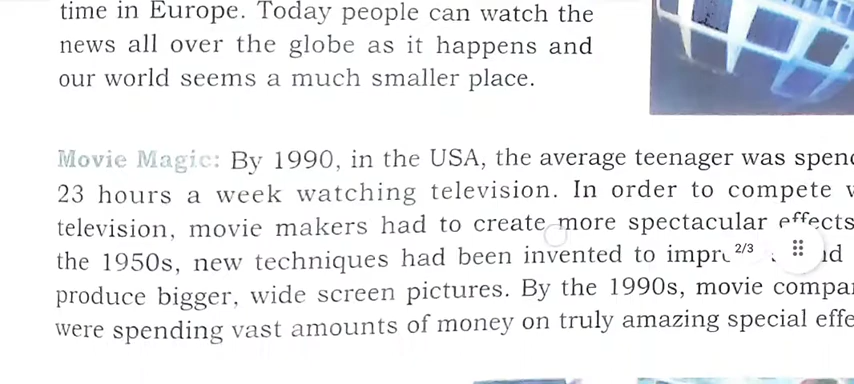 time in Europe. Today people can watch the
news all over the globe as it happens and
our world seems a much smaller place.
Movie Magic: By 1990, in the USA, the average teenager was
23 hours a week watching television. In order to compete
television, movie makers had to create more spectacular effects
the 1950s, new techniques had been invented to
2/3
produce bigger, wide screen pictures. By the 1990s, movie
were spending vast amounts of money on truly amazing special